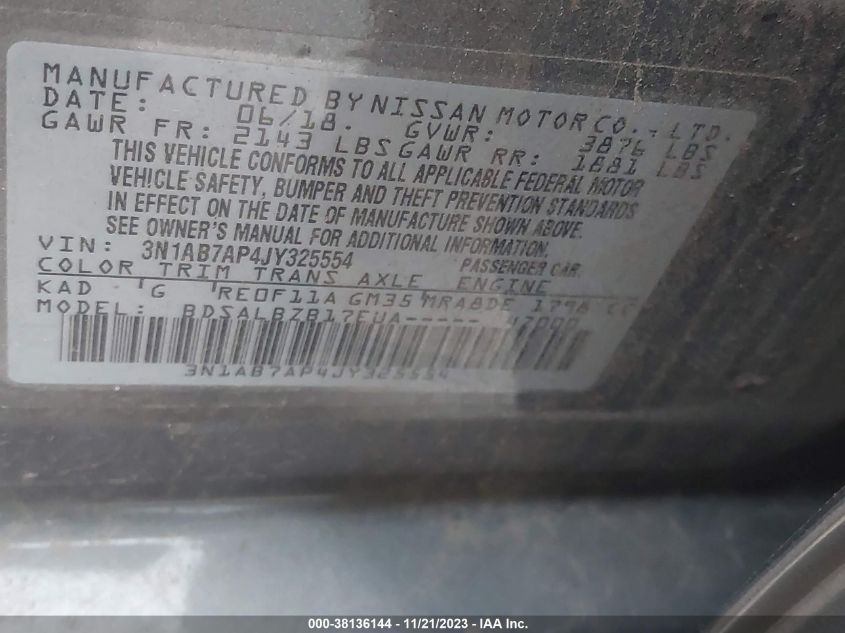 MANUFACTURED BY NISSAN MOTOR CO., LTD.
DATE: 06/18. GVWR: 3876 LBS
GAWR FR: 2143 LBS GAWR RR: 1881 LBS
THIS VEHICLE CONFORMS TO ALL APPLICABLE FEDERAL MOTOR
VEHICLE SAFETY, BUMPER AND THEFT PREVENTION STANDARDS
IN EFFECT ON THE DATE OF MANUFACTURE SHOWN ABOVE.
SEE OWNER'S MANUAL FOR ADDITIONAL INFORMATION.
VIN: 3N1AB7AP4JY325554 PASSENGER CAR
COLOR TRIM TRANS AXLE ENGINE
KAD G RE0F11A GM35 MRA8DE 1798 CC
MODEL: BDSALBZB17EUA-----
3N1AB7AP4JY325554
000-38136144 - 11/21/2023 - IAA Inc.